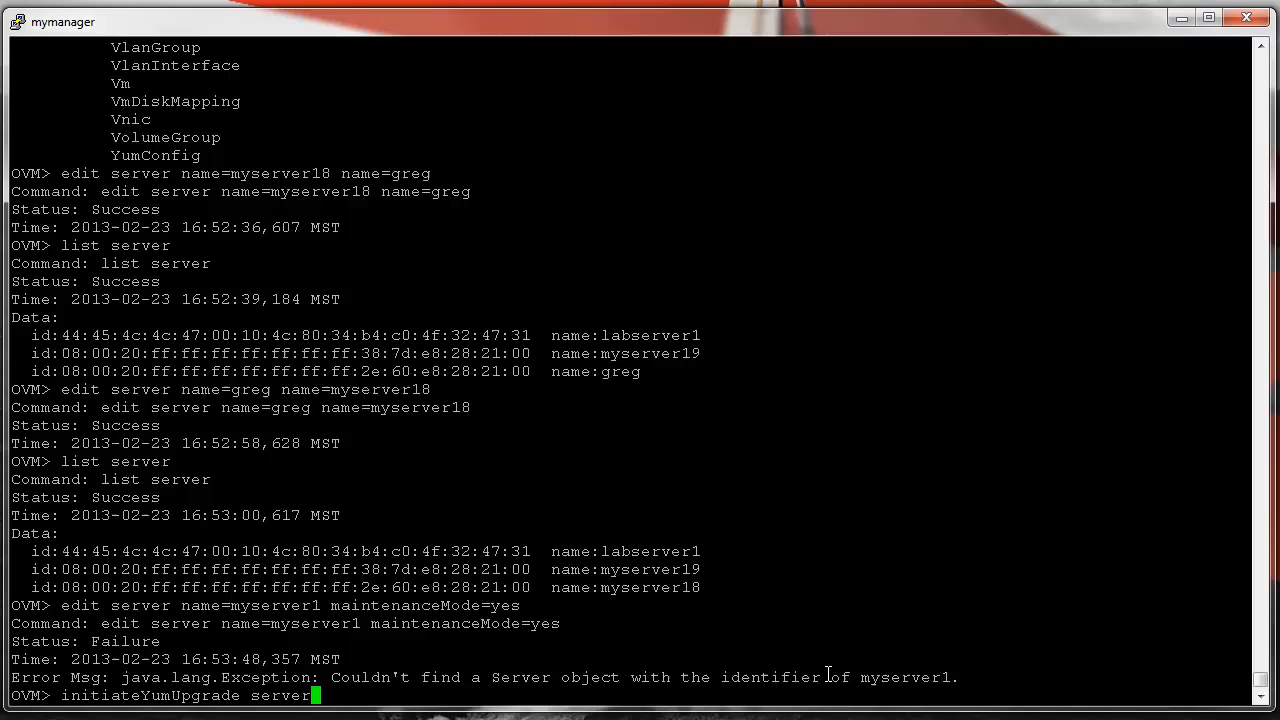 mymanager
VlanGroup
VlanInterface
Vm
VmDiskMapping
Vnic
VolumeGroup
YumConfig
OVM> edit server name=myserver18 name=greg
Command: edit server name=myserver18 name=greg
Status: Success
Time: 2013-02-23 16:52:36,607 MST
OVM> list server
Command: list server
Status: Success
Time: 2013-02-23 16:52:39,184 MST
Data:
id:44:45:4c:4c:47:00:10:4c:80:34:b4:c0:4f:32:47:31 name:labserver1
id:08:00:20:ff:ff:ff:ff:ff:ff:ff:38:7d:e8:28:21:00 name:myserver19
id:08:00:20:ff:ff:ff:ff:ff:ff:ff:2e:60:e8:28:21:00 name:greg
OVM> edit server name=greg name=myserver18
Command: edit server name=greg name=myserver18
Status: Success
Time: 2013-02-23 16:52:58,628 MST
OVM> list server
Command: list server
Status: Success
Time: 2013-02-23 16:53:00,617 MST
Data:
id:44:45:4c:4c:47:00:10:4c:80:34:b4:c0:4f:32:47:31 name:labserver1
id:08:00:20:ff:ff:ff:ff:ff:ff:ff:38:7d:e8:28:21:00 name:myserver19
id:08:00:20:ff:ff:ff:ff:ff:ff:ff:2e:60:e8:28:21:00 name:myserver18
OVM> edit server name=myserver1 maintenanceMode=yes
Command: edit server name=myserver1 maintenanceMode=yes
Status: Failure
Time: 2013-02-23 16:53:48,357 MST
Error Msg: java.lang.Exception: Couldn't find a Server object with the identifier of myserver1.
OVM> initiateYumUpgrade server